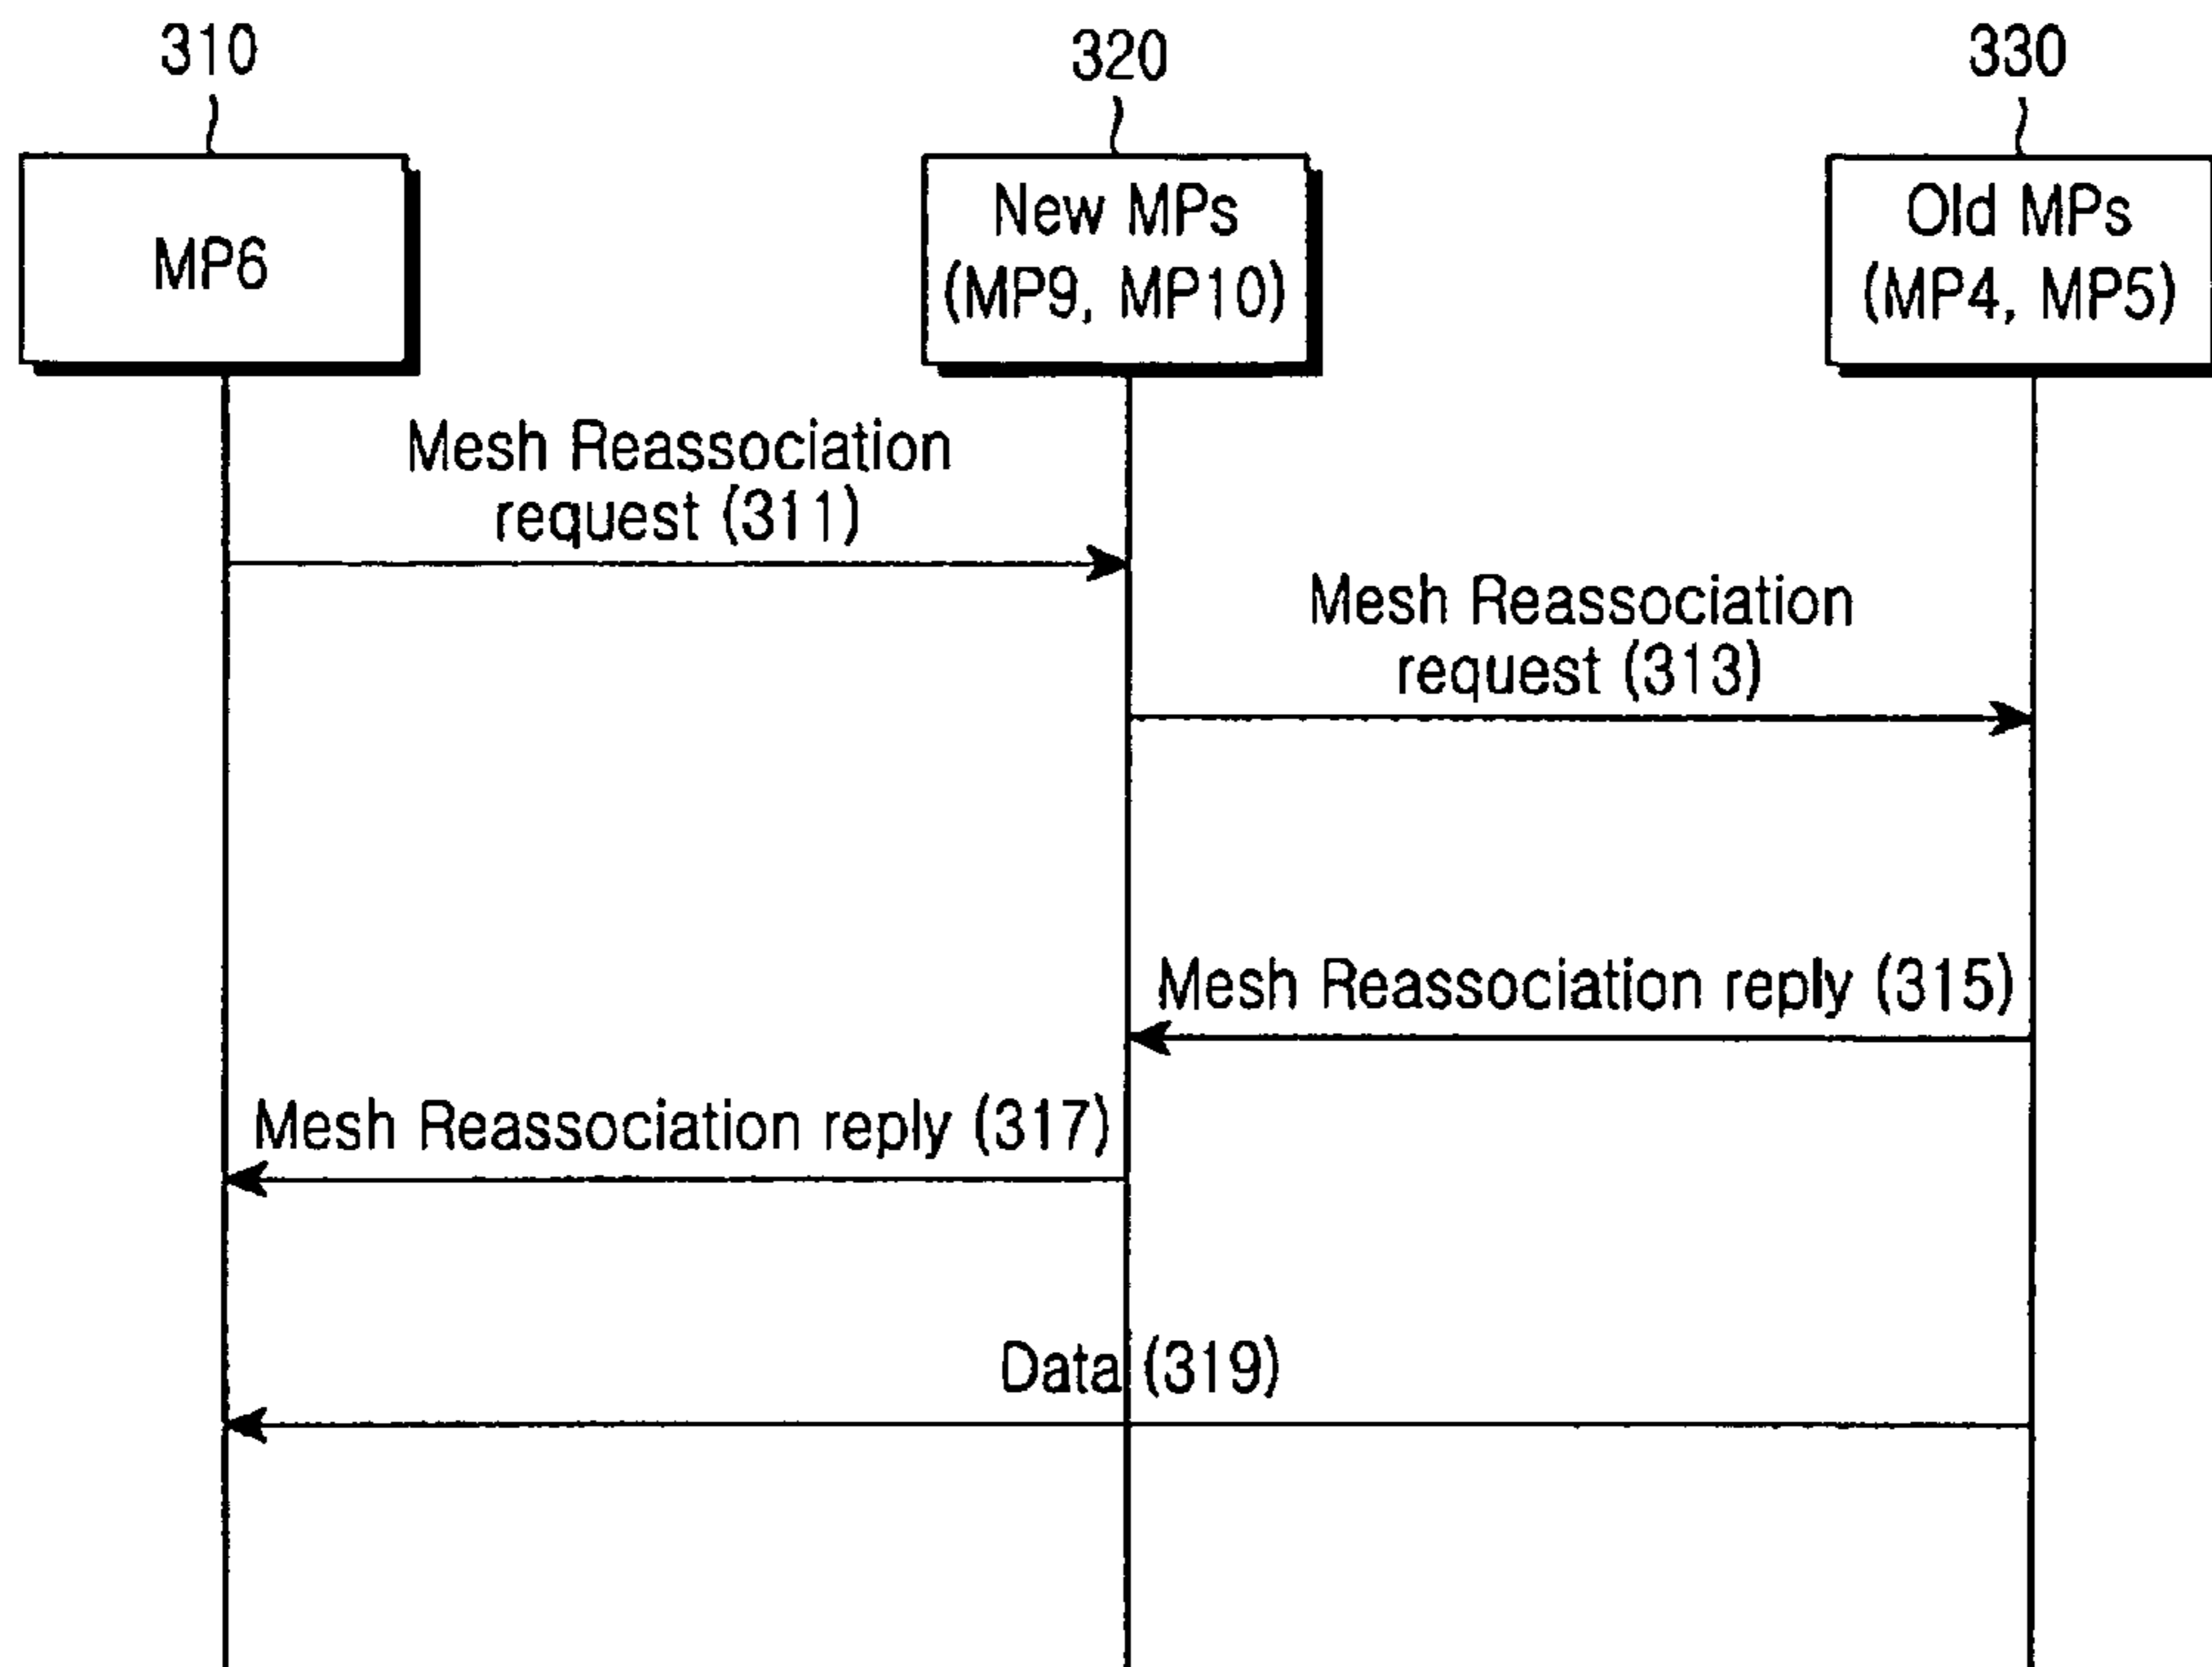 310
320
330
MP6
New MPs
(MP9, MP10)
Old MPs
(MP4, MP5)
Mesh Reassociation
request (311)
Mesh Reassociation
request (313)
Mesh Reassociation reply (315)
Mesh Reassociation reply (317)
Data (319)